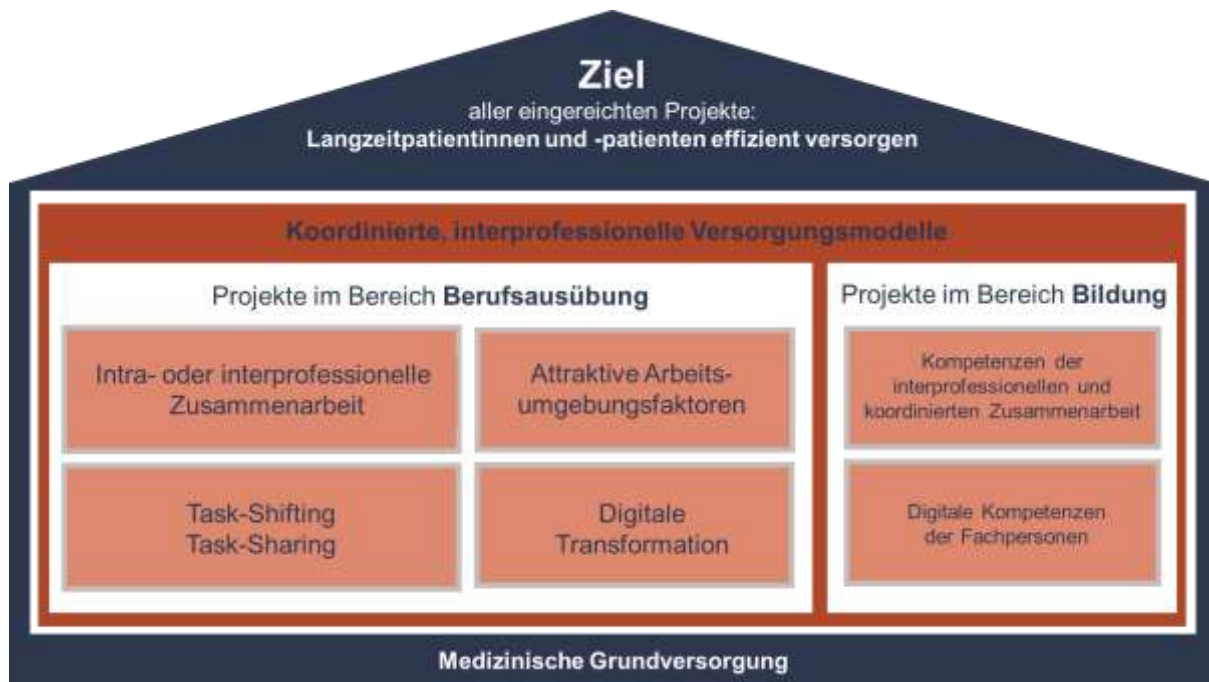 Ziel
aller eingereichten Projekte:
Langzeitpatientinnen und -patienten effizient versorgen
Koordinierte, interprofessionelle Versorgungsmodelle
Projekte im Bereich Berufsausübung
Intra- oder interprofessionelle
Zusammenarbeit
Attraktive Arbeits-
umgebungsfaktoren
Task-Shifting
Task-Sharing
Digitale
Transformation
Projekte im Bereich Bildung
Kompetenzen der
interprofessionellen und
koordinierten Zusammenarbeit
Digitale Kompetenzen
der Fachpersonen
Medizinische Grundversorgung